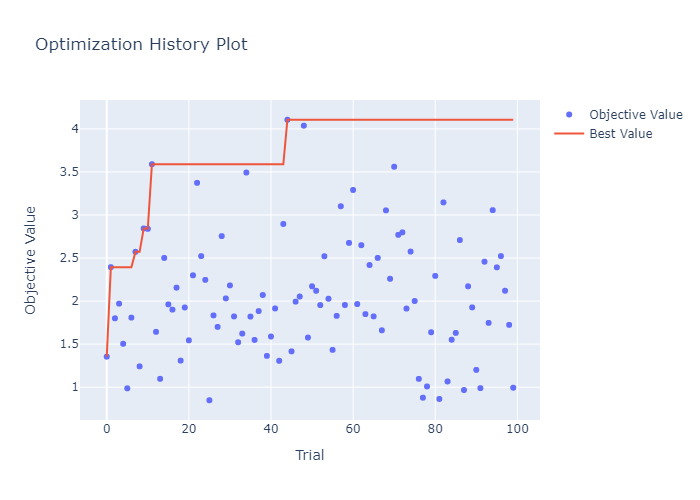 Optimization History Plot
Objective Value
Best Value
4
3.5
3
2.5
2
1.5
1
Objective Value
0
20
40
60
80
100
Trial